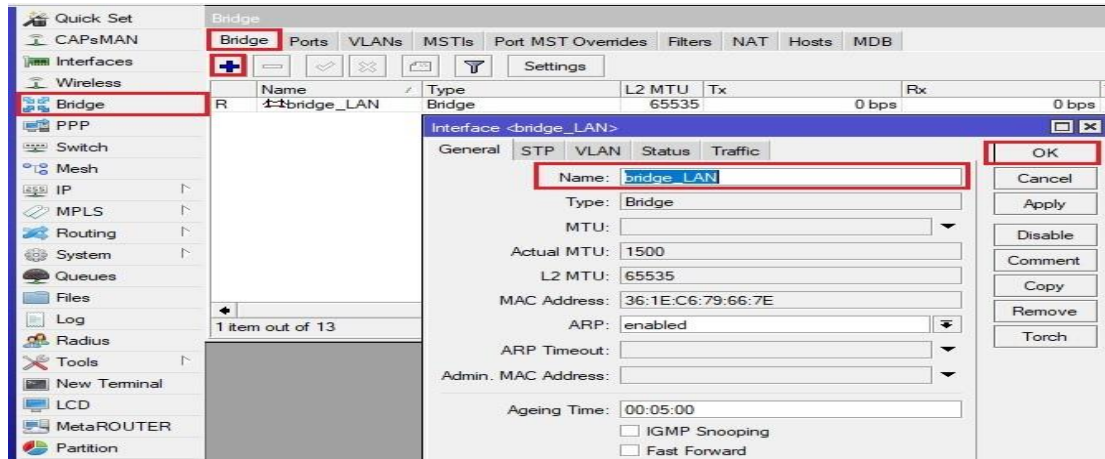 Quick Set
CAPsMAN
Interfaces
Wireless
Bridge
PPP
Switch
Mesh
IP
MPLS
Routing
System
Queues
Files
Log
Radius
Tools
New Terminal
LCD
MetaROUTER
Partition
Bridge
Bridge Ports VLANs MSTIs Port MST Overrides Filters NAT Hosts MDB
Settings
Name Type L2 MTU Tx Rx
R bridge_LAN Bridge 65535 0 bps 0 bps
1 item out of 13
Interface <bridge_LAN>
General STP VLAN Status Traffic
Name: bridge_LAN
Type: Bridge
MTU:
Actual MTU: 1500
L2 MTU: 65535
MAC Address: 36:1E:C6:79:66:7E
ARP: enabled
ARP Timeout:
Admin. MAC Address:
Ageing Time: 00:05:00
IGMP Snooping
Fast Forward
OK
Cancel
Apply
Disable
Comment
Copy
Remove
Torch